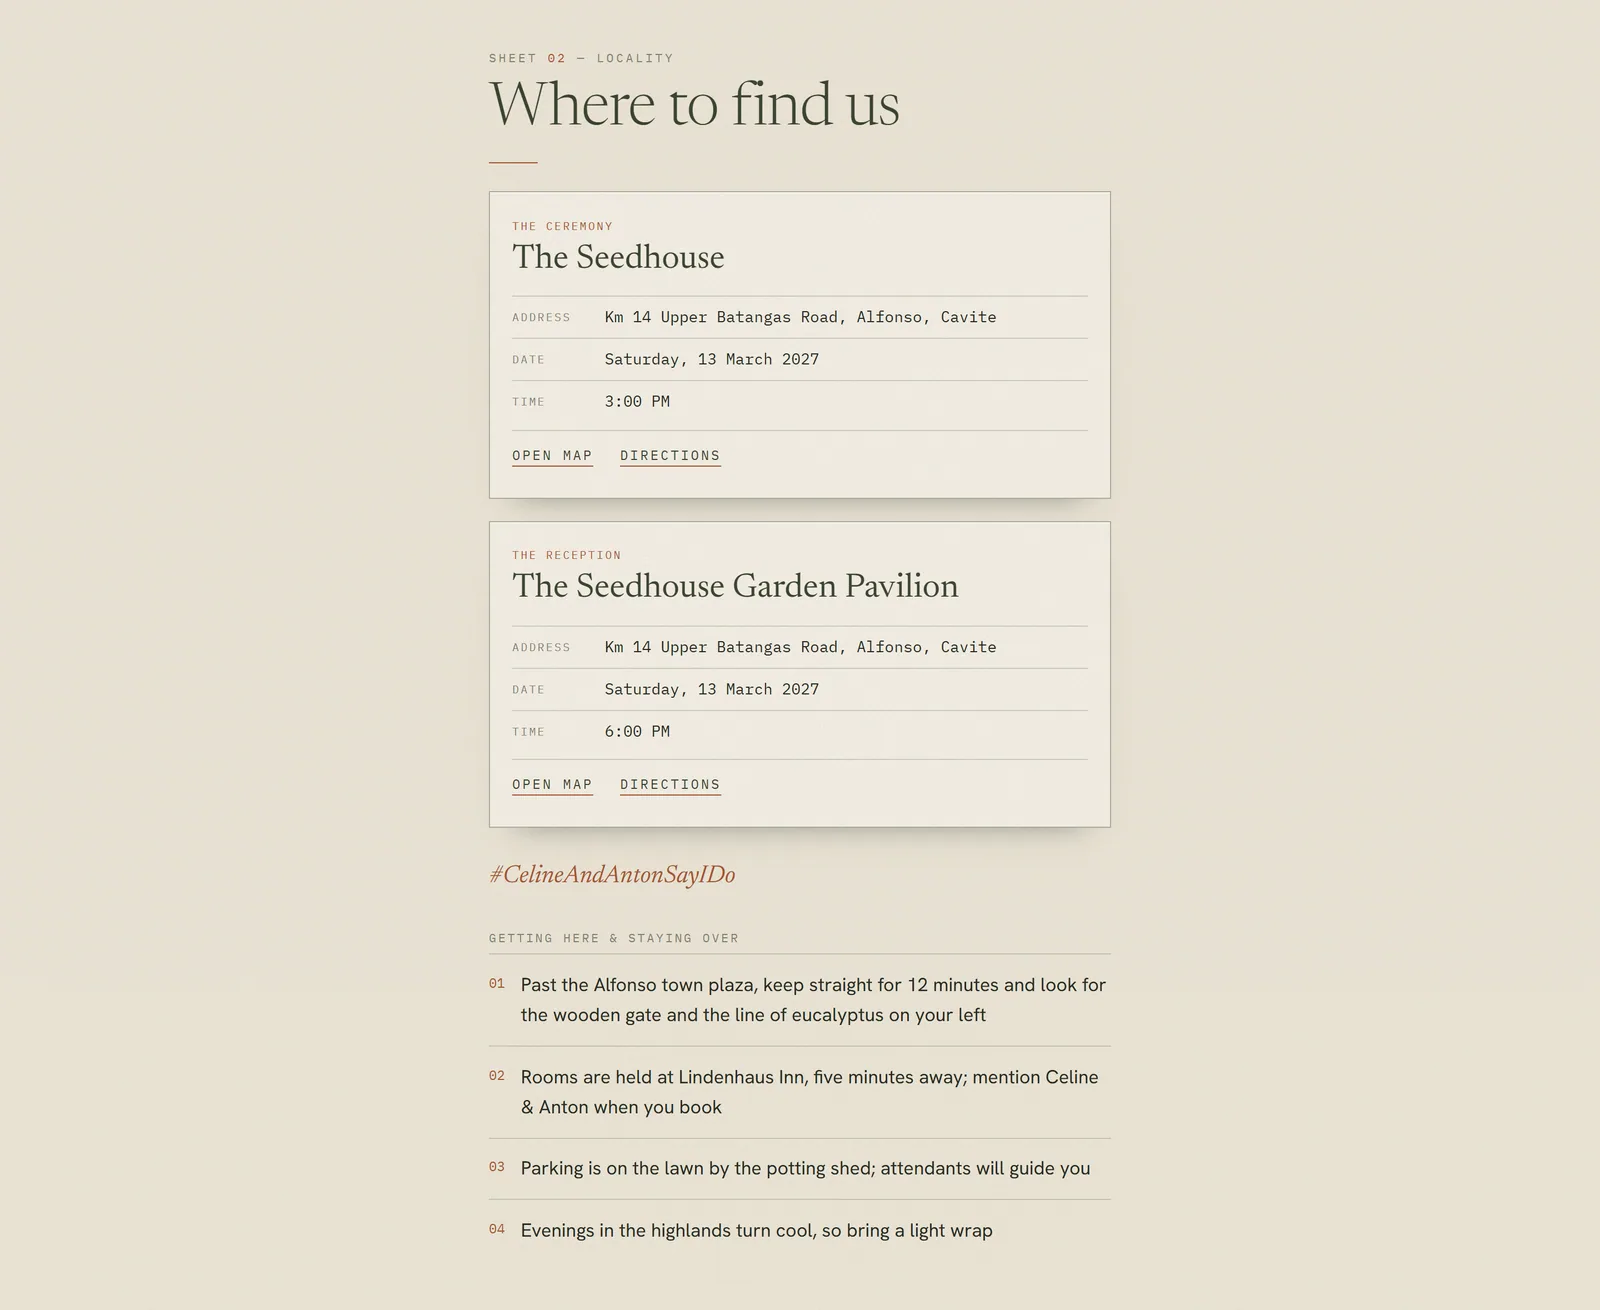 SHEET 02 — LOCALITY
Where to find us
THE CEREMONY
The Seedhouse
ADDRESS Km 14 Upper Batangas Road, Alfonso, Cavite
DATE Saturday, 13 March 2027
TIME 3:00 PM
OPEN MAP DIRECTIONS
THE RECEPTION
The Seedhouse Garden Pavilion
ADDRESS Km 14 Upper Batangas Road, Alfonso, Cavite
DATE Saturday, 13 March 2027
TIME 6:00 PM
OPEN MAP DIRECTIONS
#CelineAndAntonSayIDo
GETTING HERE & STAYING OVER
01 Past the Alfonso town plaza, keep straight for 12 minutes and look for
the wooden gate and the line of eucalyptus on your left
02 Rooms are held at Lindenhaus Inn, five minutes away; mention Celine
& Anton when you book
03 Parking is on the lawn by the potting shed; attendants will guide you
04 Evenings in the highlands turn cool, so bring a light wrap